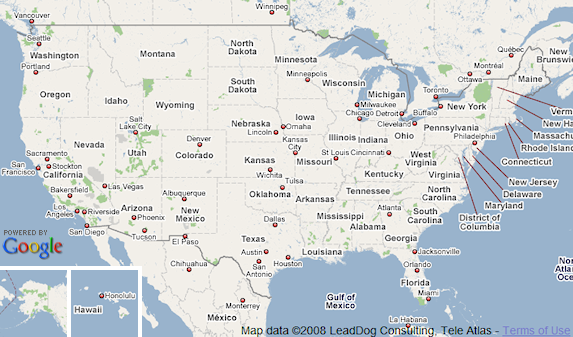 Winnipeg
Vancouver
Seattle
Washington
Montana
North
Dakota
Minnesota
Québec
New
Brunsw
Portland
Oregon
Idaho
Wyoming
South
Dakota
Minneapolis
Wisconsin
Michigan
Ottawa
Montréal
Maine
Toronto
Milwaukee
New York
Verm
Chicago
Detroit
Cleveland
New Ha
Massachu
Rhode Island
Connecticut
Nebraska
Iowa
Omaha
Lincoln
Salt
Lake City
Nevada
Utah
Denver
Colorado
Kansas
City
Illinois
Indiana
Ohio
Pennsylvania
Philadelphia
Sacramento
San
Francisco
Stockton
California
Kansas
Wichita
Missouri
St Louis
Cincinnati
West
Virginia
Virginia
Kentucky
New Jersey
Delaware
Maryland
District of
Columbia
Bakersfield
Las Vegas
Los
Angeles
Riverside
San Diego
Arizona
Phoenix
Tucson
Albuquerque
New
Mexico
El Paso
Tulsa
Oklahoma
Arkansas
Tennessee
North
Carolina
South
Carolina
Atlanta
Mississippi
Alabama
Georgia
Dallas
Texas
Austin
San
Antonio
Houston
Louisiana
Jacksonville
Orlando
Florida
Miami
POWERED BY
Google
Chihuahua
Monterrey
México
Gulf of
Mexico
La Habana
Nort
Atlant
Oce
Honolulu
Hawaii
Map data ©2008 LeadDog Consulting, Tele Atlas - Terms of Use